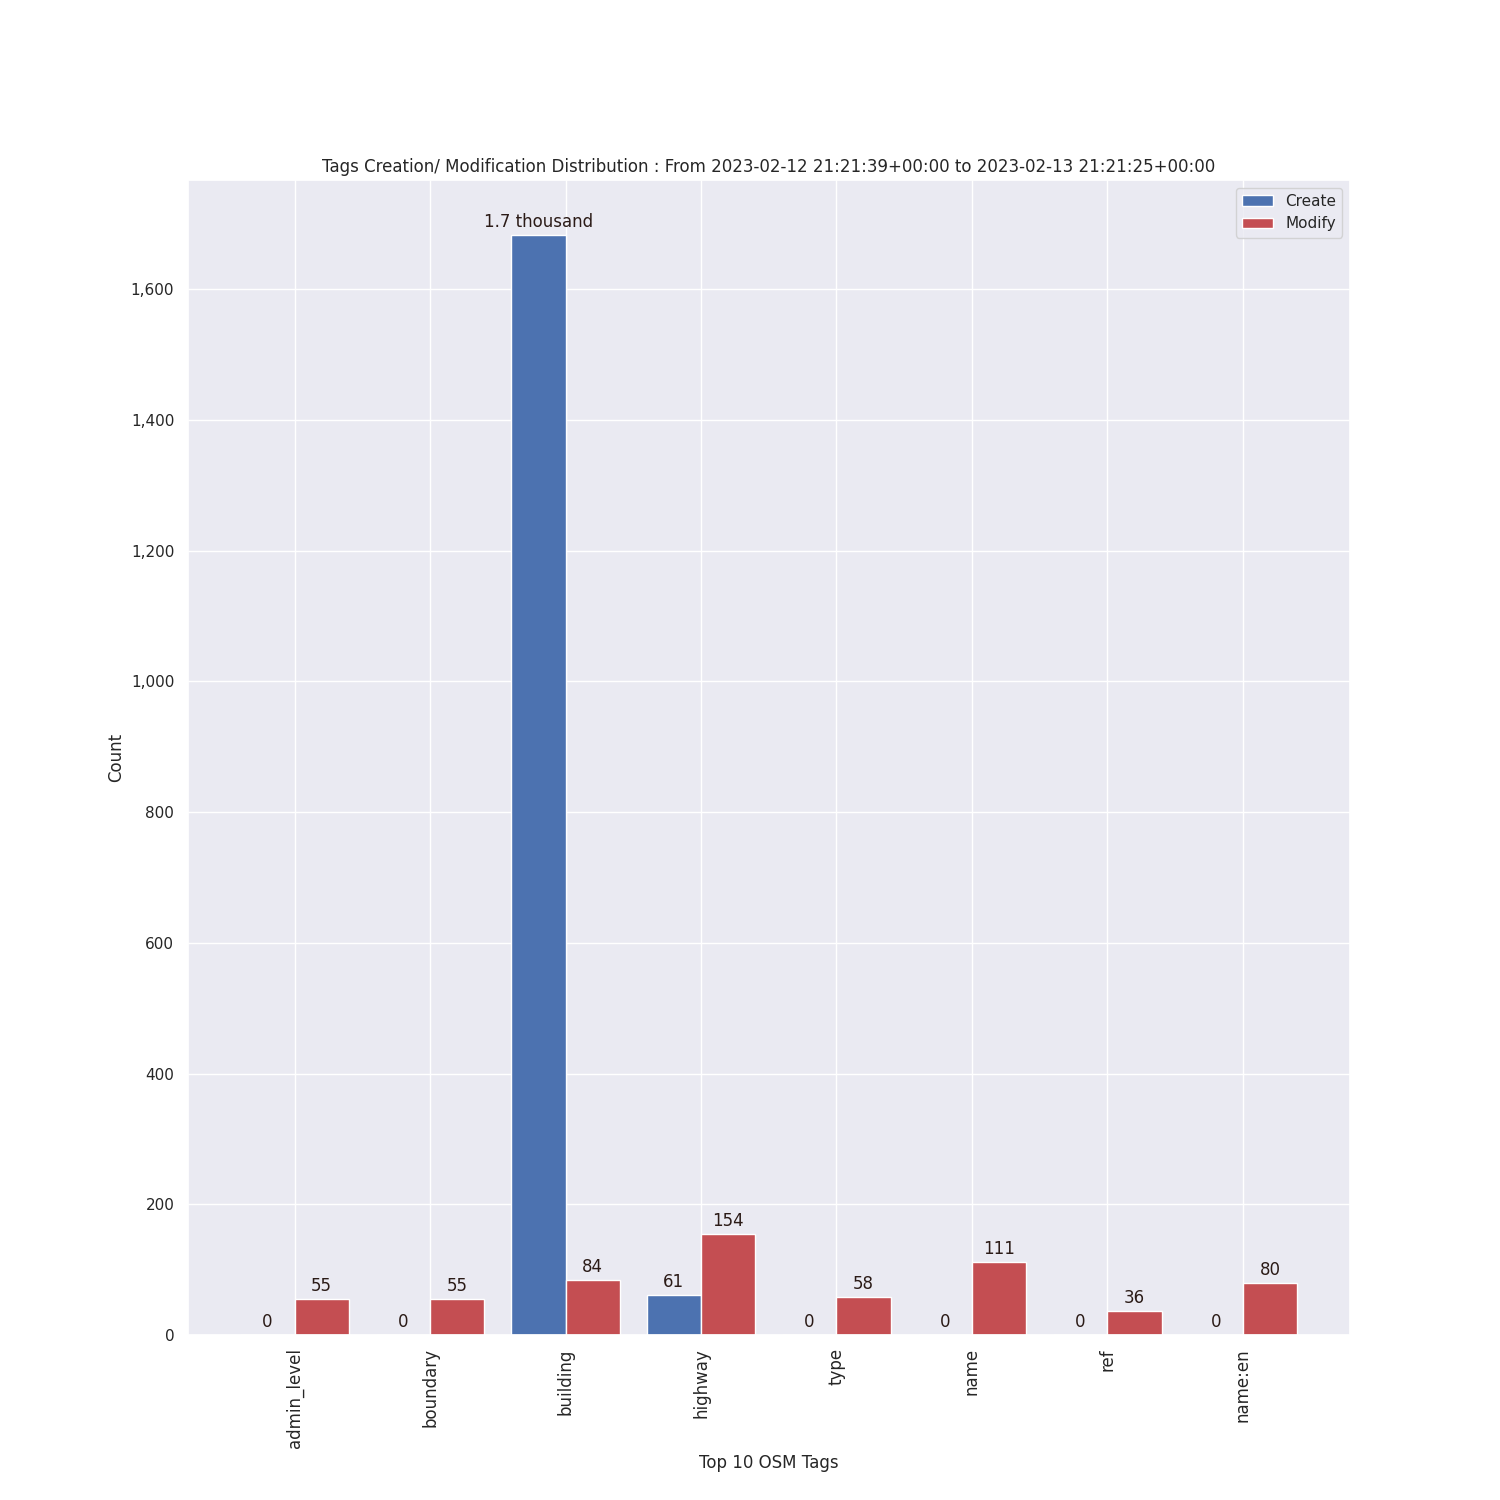 Tags Creation/ Modification Distribution : From 2023-02-12 21:21:39+00:00 to 2023-02-13 21:21:25+00:00
Create
Modify
1.7 thousand
1,600
1,400
1,200
1,000
800
600
400
200
0
Count
0 55
0 55
84
61 154
0 58
0 111
0 36
0 80
admin_level
boundary
building
highway
type
name
ref
name:en
Top 10 OSM Tags